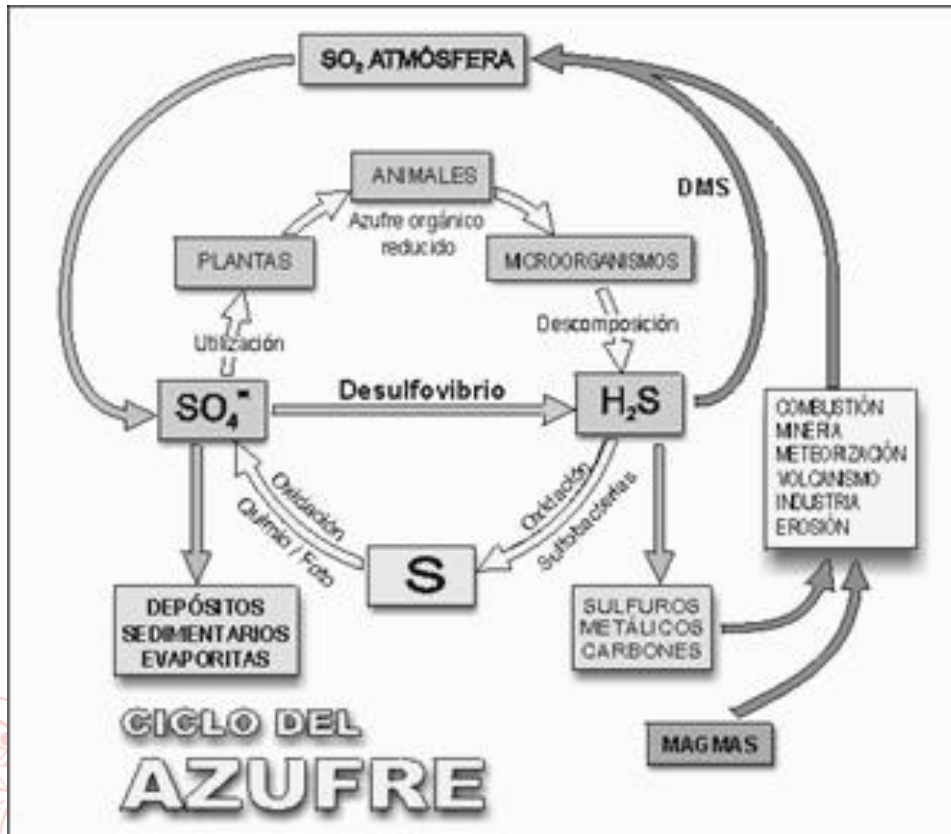 SO₂ ATMÓSFERA
DMS
ANIMALES
Azufre orgánico
reducido
PLANTAS
MICROORGANISMOS
Utilización
Descomposición
SO₄⁼
Desulfovibrio
H₂S
COMBUSTIÓN
MINERIA
METEORIZACIÓN
VOLCANISMO
INDUSTRIA
EROSIÓN
Oxidación
Químio / Foto
Oxidación
Sulfobacterias
S
DEPÓSITOS
SEDIMENTARIOS
EVAPORITAS
SULFUROS
METÁLICOS
CARBONES
MAGMAS
CICLO DEL
AZUFRE